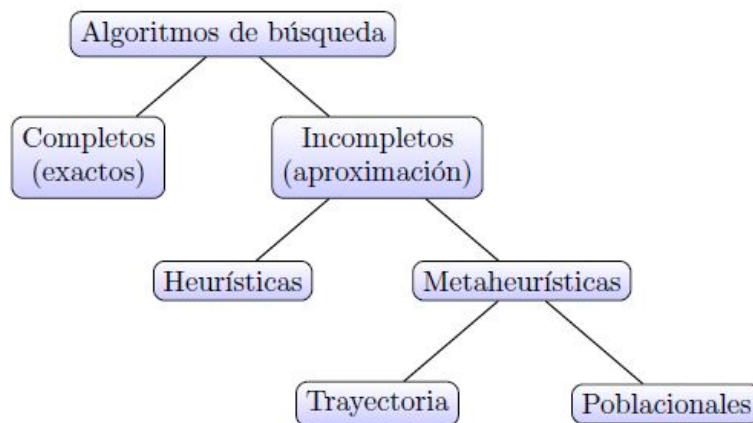 Algoritmos de búsqueda
Completos
(exactos)
Incompletos
(aproximación)
Heurísticas
Metaheurísticas
Trayectoria
Poblacionales